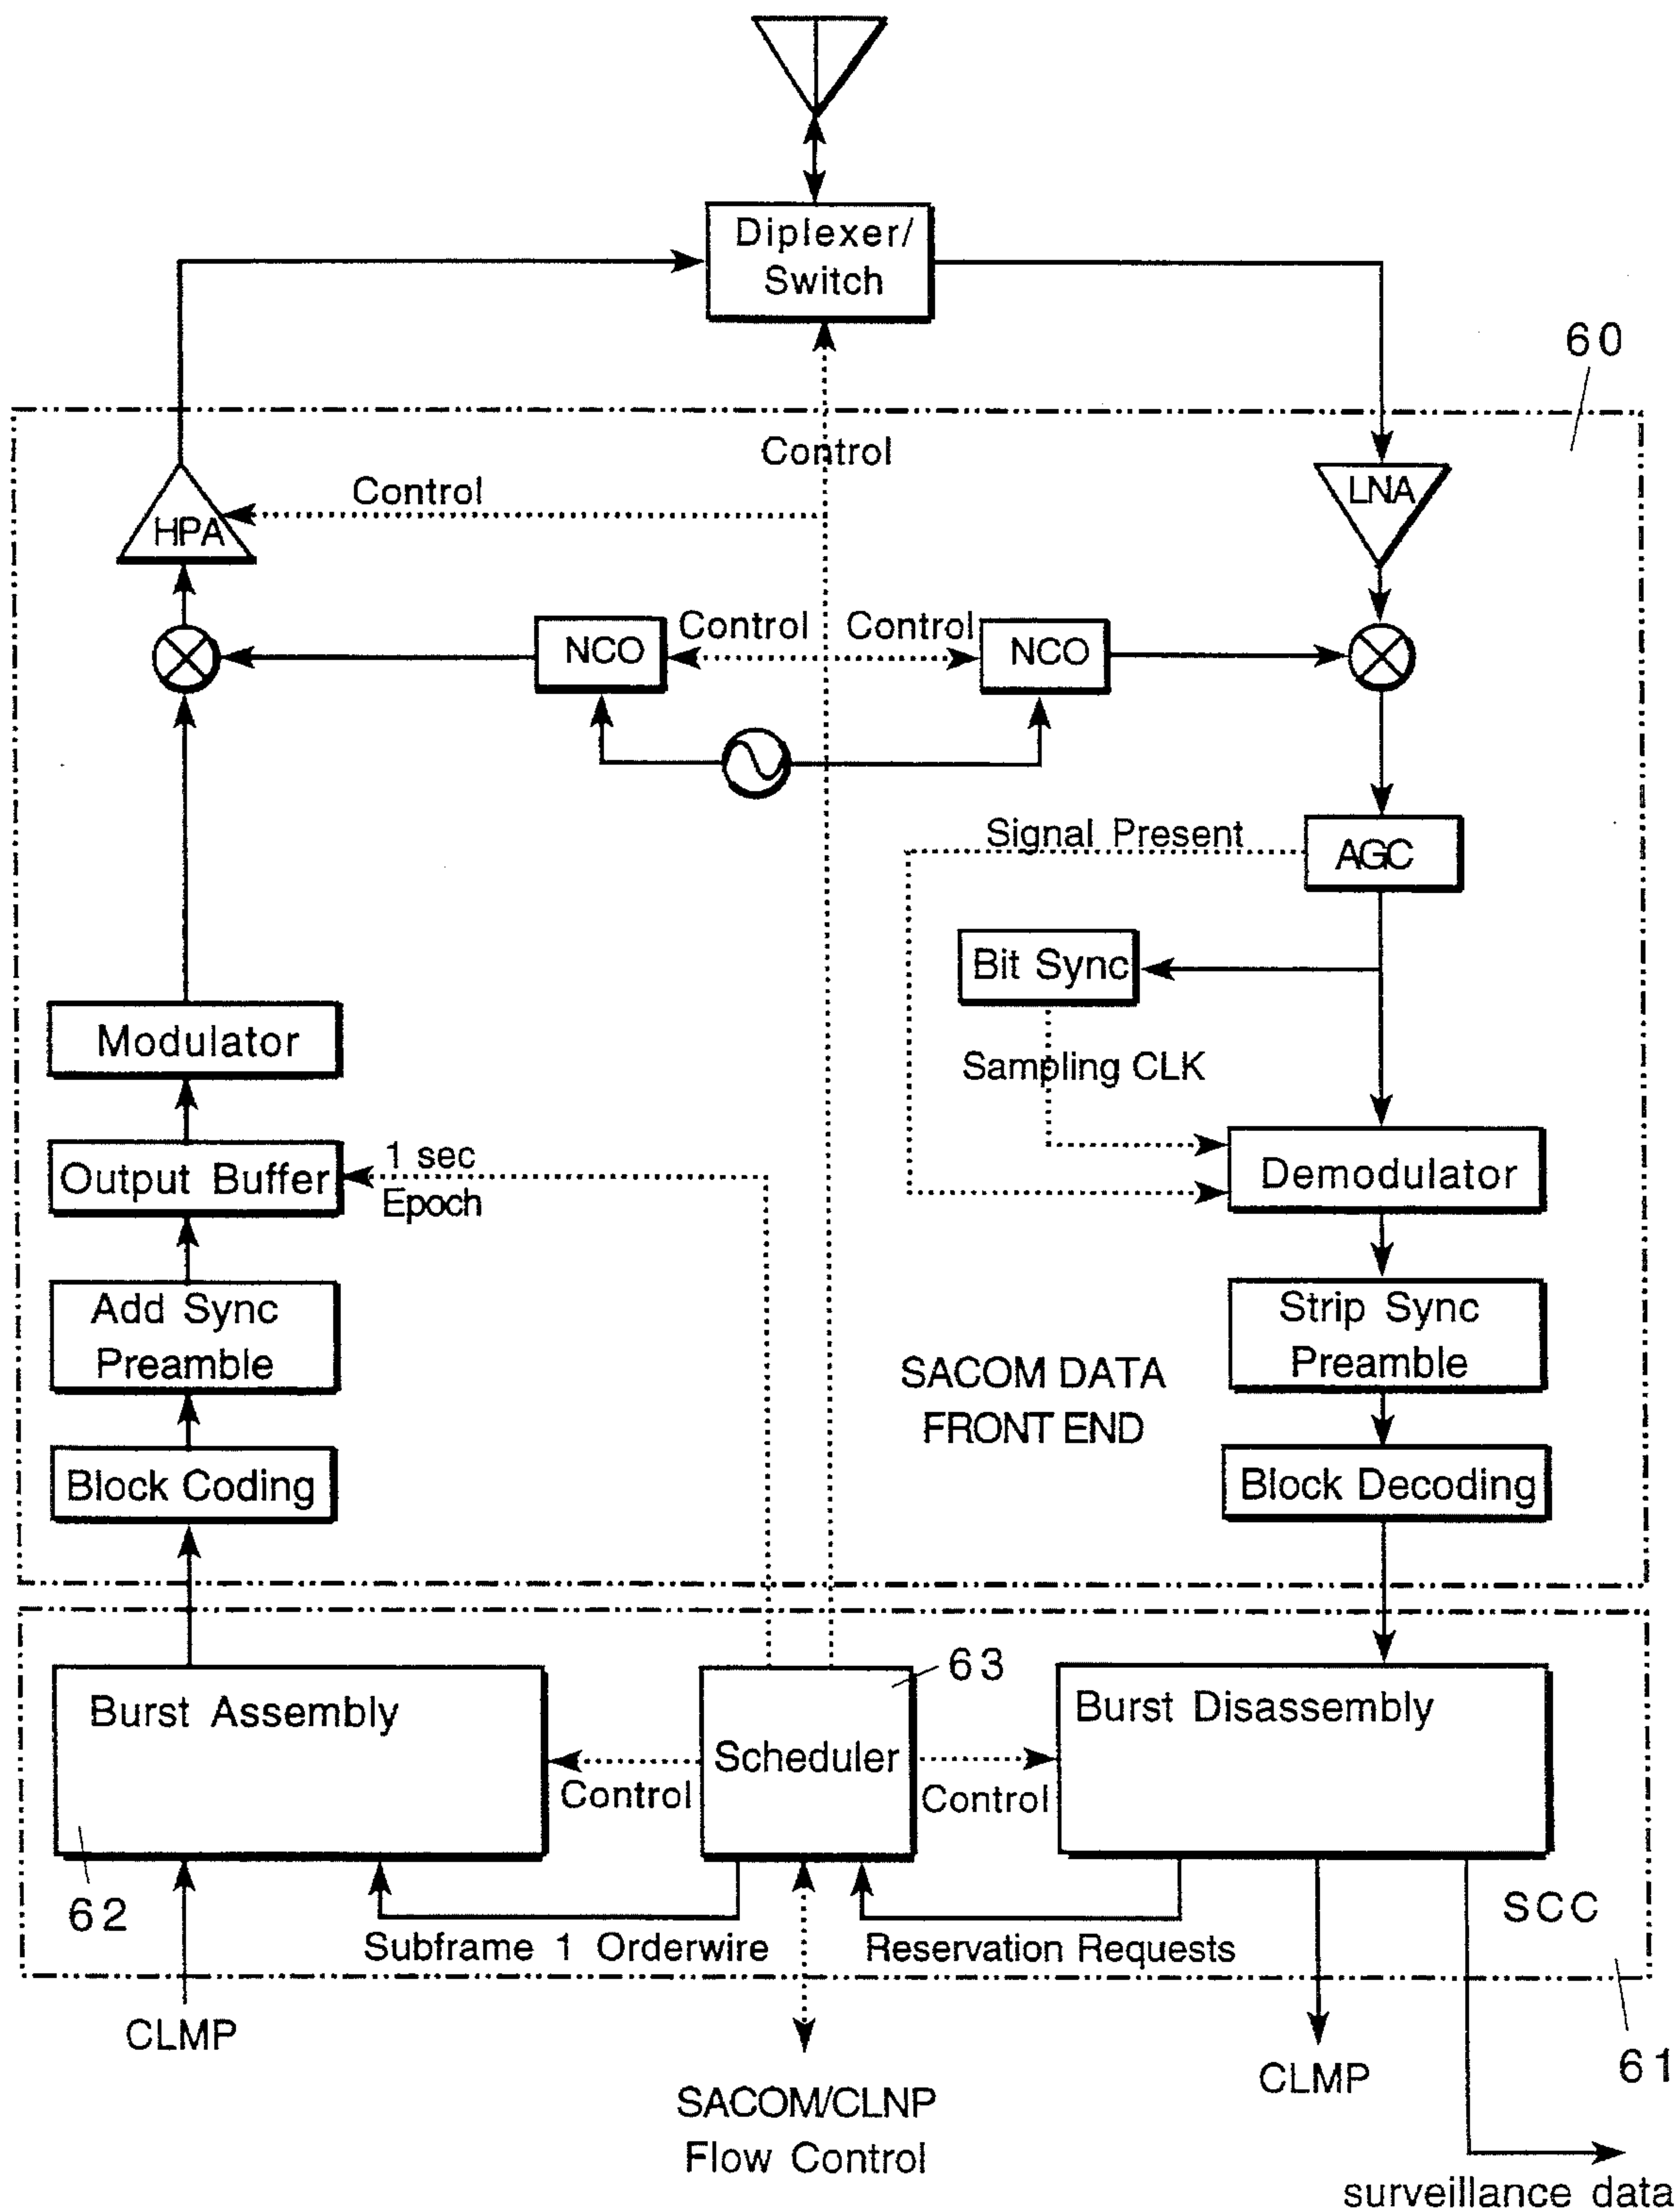 Diplexer/
Switch
60
Control
Control
HPA
LNA
NCO
Control
Control
NCO
Signal Present
AGC
Bit Sync
Sampling CLK
Modulator
Output Buffer
1 sec
Epoch
Demodulator
Add Sync
Preamble
Strip Sync
Preamble
SACOM DATA
FRONT END
Block Coding
Block Decoding
63
Burst Assembly
Scheduler
Burst Disassembly
Control
Control
62
SCC
Subframe 1 Orderwire
Reservation Requests
CLMP
CLMP
61
SACOM/CLNP
Flow Control
surveillance data